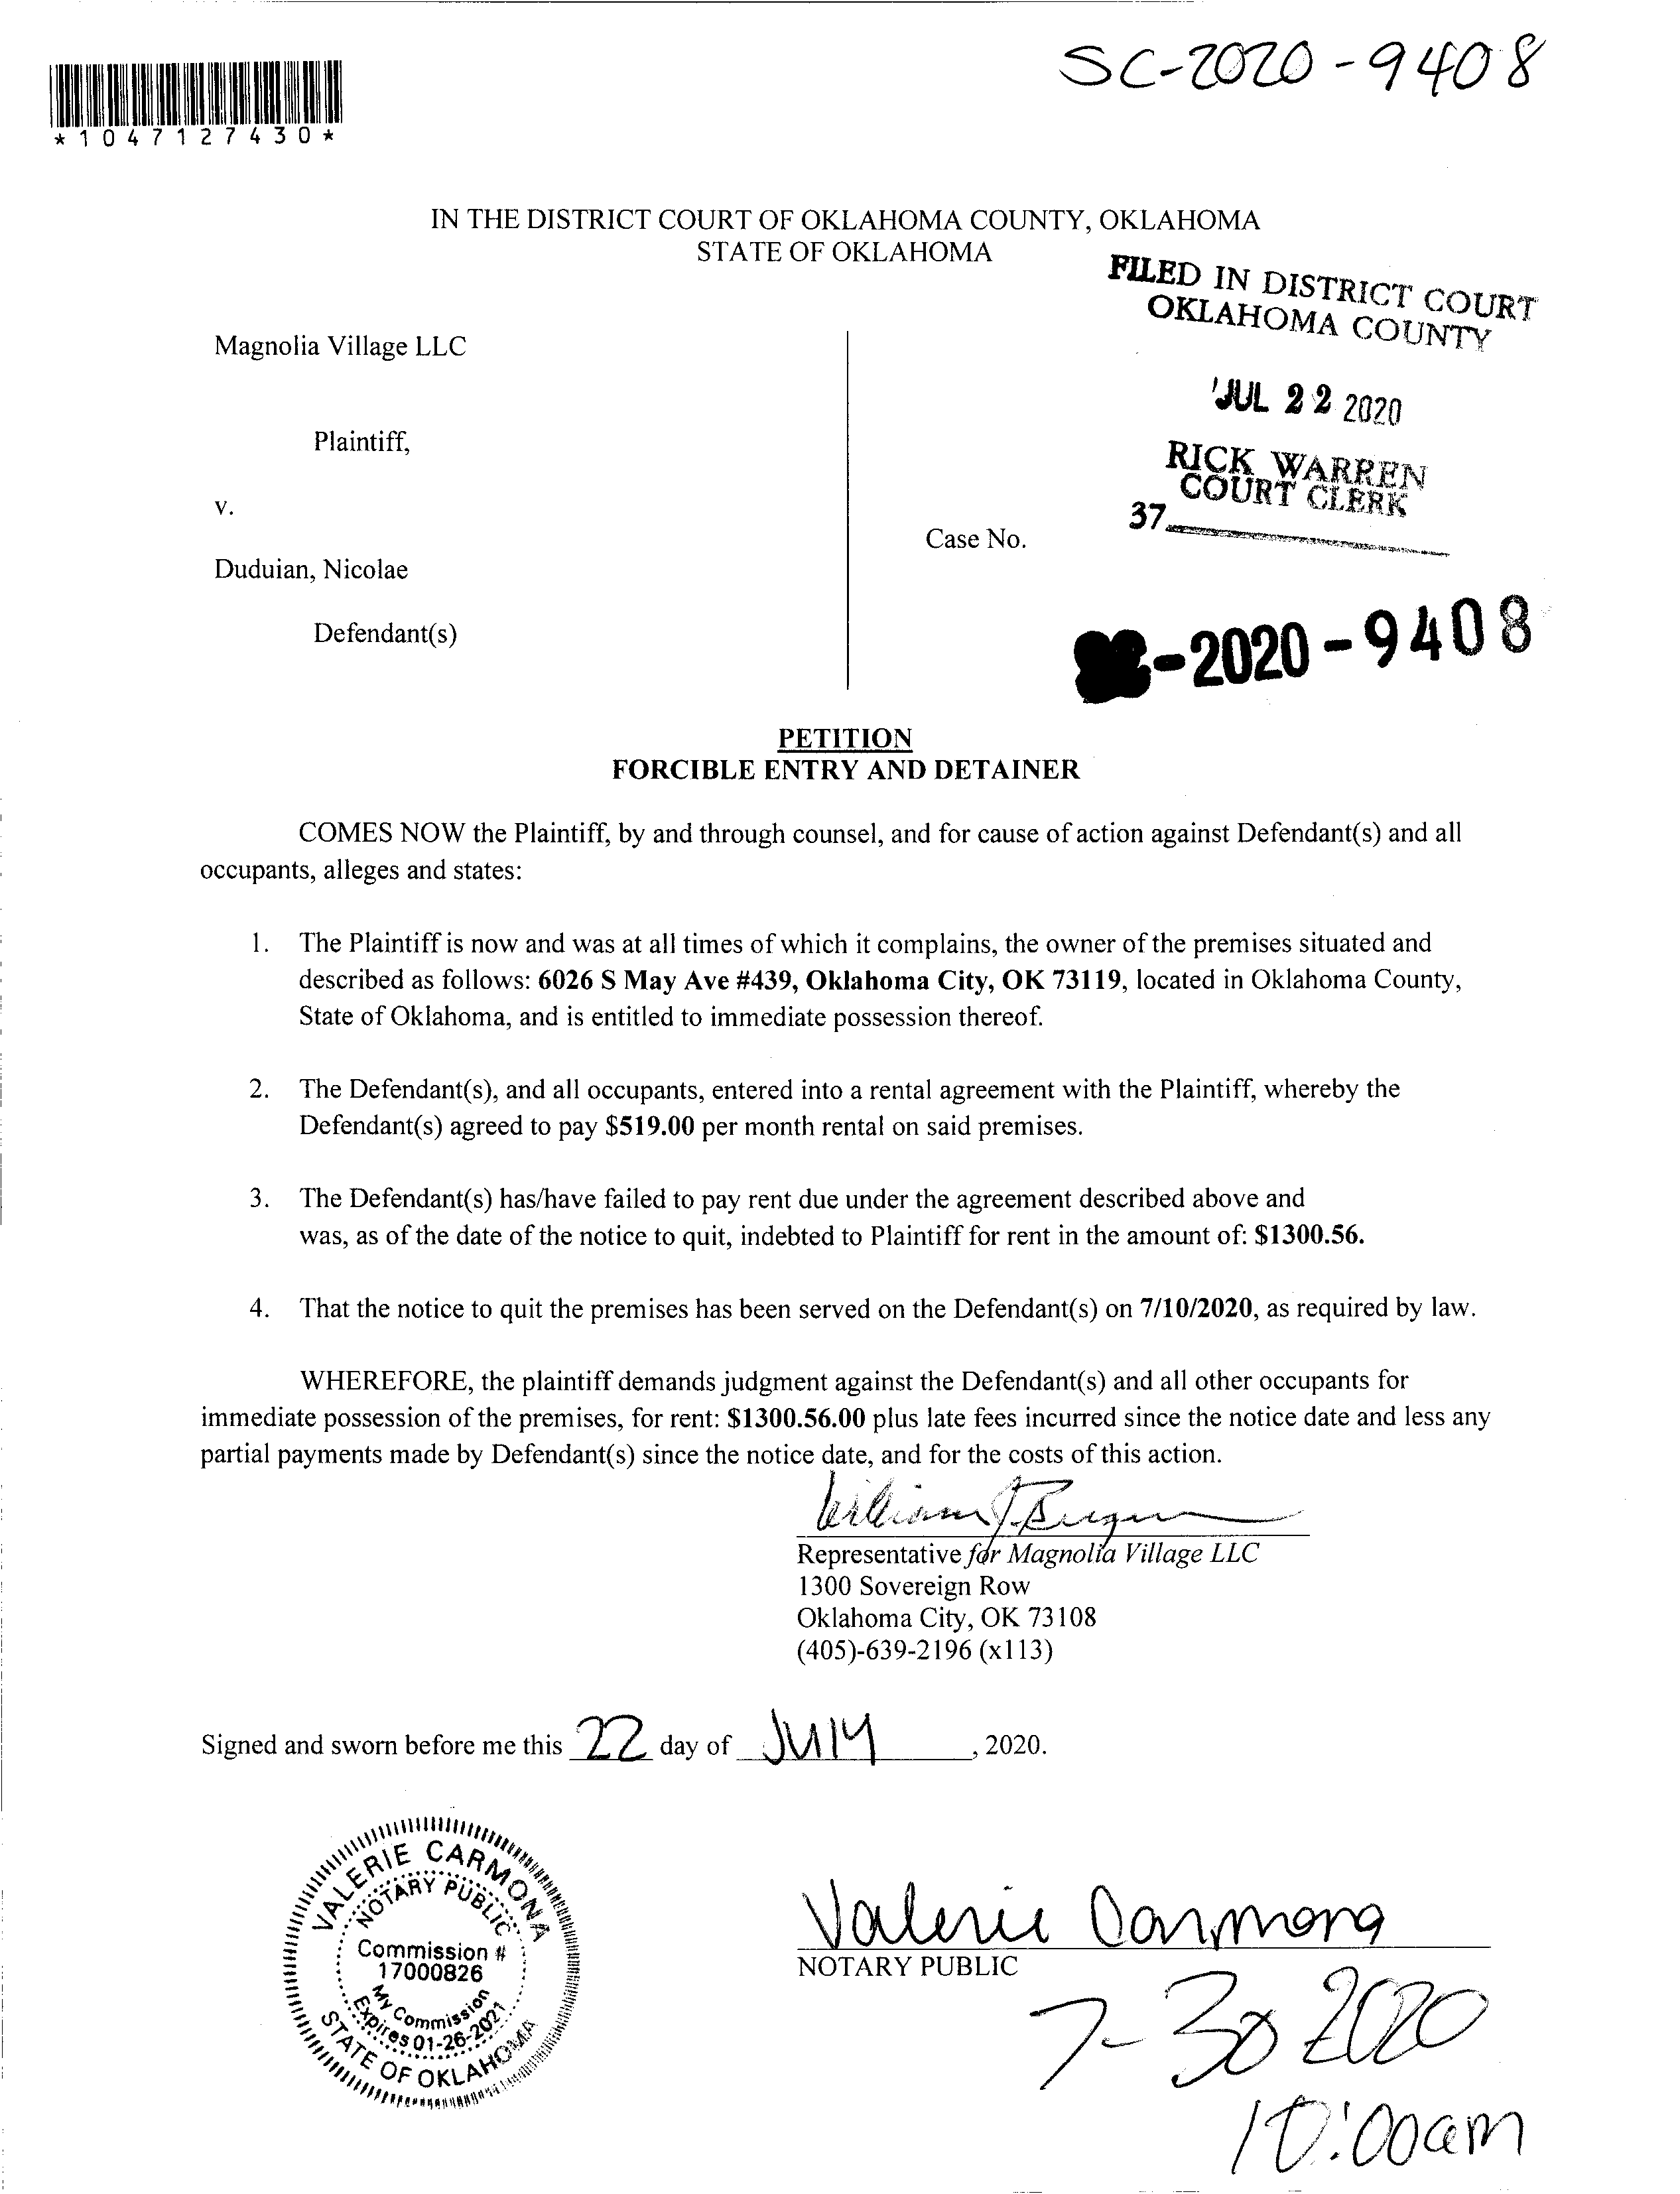 SC-2020-9408
*1047127430*
IN THE DISTRICT COURT OF OKLAHOMA COUNTY, OKLAHOMA
STATE OF OKLAHOMA
FILED IN DISTRICT COURT
OKLAHOMA COUNTY
JUL 22 2020
RICK WARREN
COURT CLERK
37
Magnolia Village LLC
Plaintiff,
v.
Case No.
Duduian, Nicolae
Defendant(s)
-2020-9408
PETITION
FORCIBLE ENTRY AND DETAINER
COMES NOW the Plaintiff, by and through counsel, and for cause of action against Defendant(s) and all
occupants, alleges and states:
1. The Plaintiff is now and was at all times of which it complains, the owner of the premises situated and
described as follows: 6026 S May Ave #439, Oklahoma City, OK 73119, located in Oklahoma County,
State of Oklahoma, and is entitled to immediate possession thereof.
2. The Defendant(s), and all occupants, entered into a rental agreement with the Plaintiff, whereby the
Defendant(s) agreed to pay $519.00 per month rental on said premises.
3. The Defendant(s) has/have failed to pay rent due under the agreement described above and
was, as of the date of the notice to quit, indebted to Plaintiff for rent in the amount of: $1300.56.
4. That the notice to quit the premises has been served on the Defendant(s) on 7/10/2020, as required by law.
WHEREFORE, the plaintiff demands judgment against the Defendant(s) and all other occupants for
immediate possession of the premises, for rent: $1300.56.00 plus late fees incurred since the notice date and less any
partial payments made by Defendant(s) since the notice date, and for the costs of this action.
William J.
Representative for Magnolia Village LLC
1300 Sovereign Row
Oklahoma City, OK 73108
(405)-639-2196 (x113)
Signed and sworn before me this 22 day of July, 2020.
VALERIE CARMONA
NOTARY PUBLIC
Commission #
17000826
My Commission
Expires 01-26-2021
STATE OF OKLAHOMA
Valerie Carmona
NOTARY PUBLIC
7-30 2020
10:00am